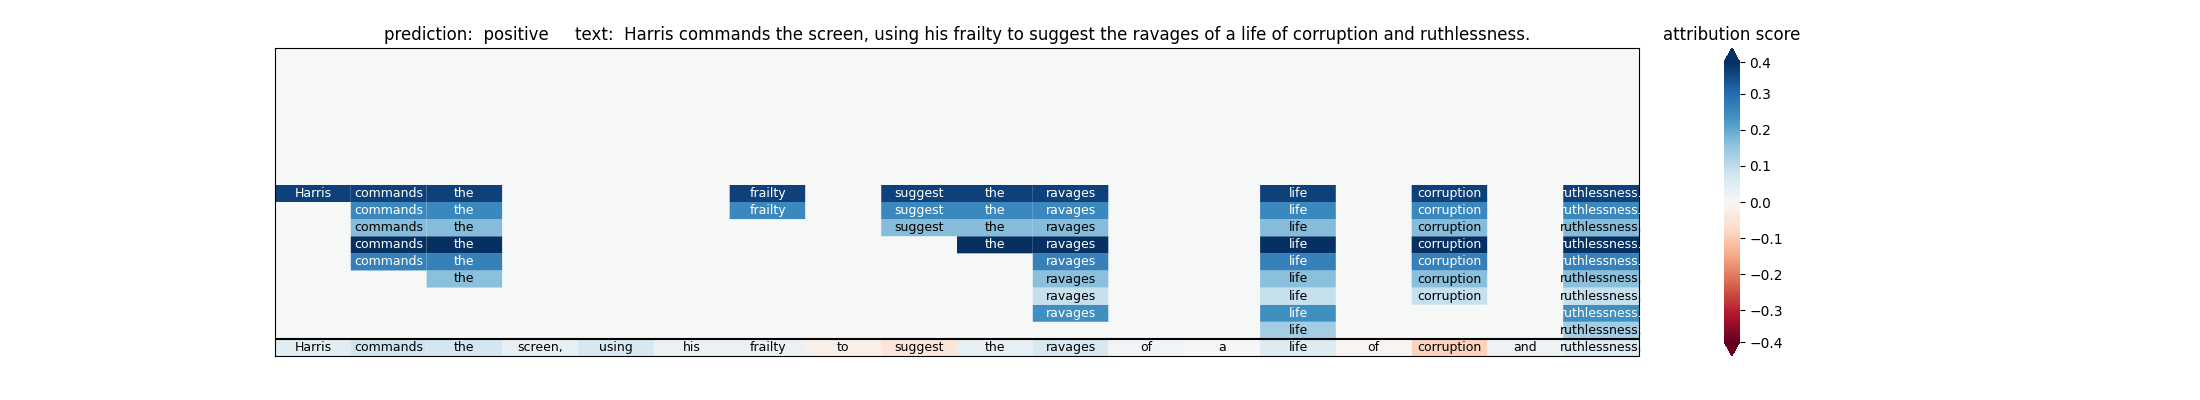 prediction: positive text: Harris commands the screen, using his frailty to suggest the ravages of a life of corruption and ruthlessness. attribution score
0.4
0.3
0.2
0.1
0.0
−0.1
−0.2
−0.3
−0.4
Harris commands the frailty suggest the ravages life corruption ruthlessness.
commands the frailty suggest the ravages life corruption ruthlessness.
commands the suggest the ravages life corruption ruthlessness.
commands the the ravages life corruption ruthlessness.
commands the ravages life corruption ruthlessness.
the ravages life corruption ruthlessness.
ravages life corruption ruthlessness.
ravages life ruthlessness.
life ruthlessness.
Harris commands the screen, using his frailty to suggest the ravages of a life of corruption and ruthlessness.